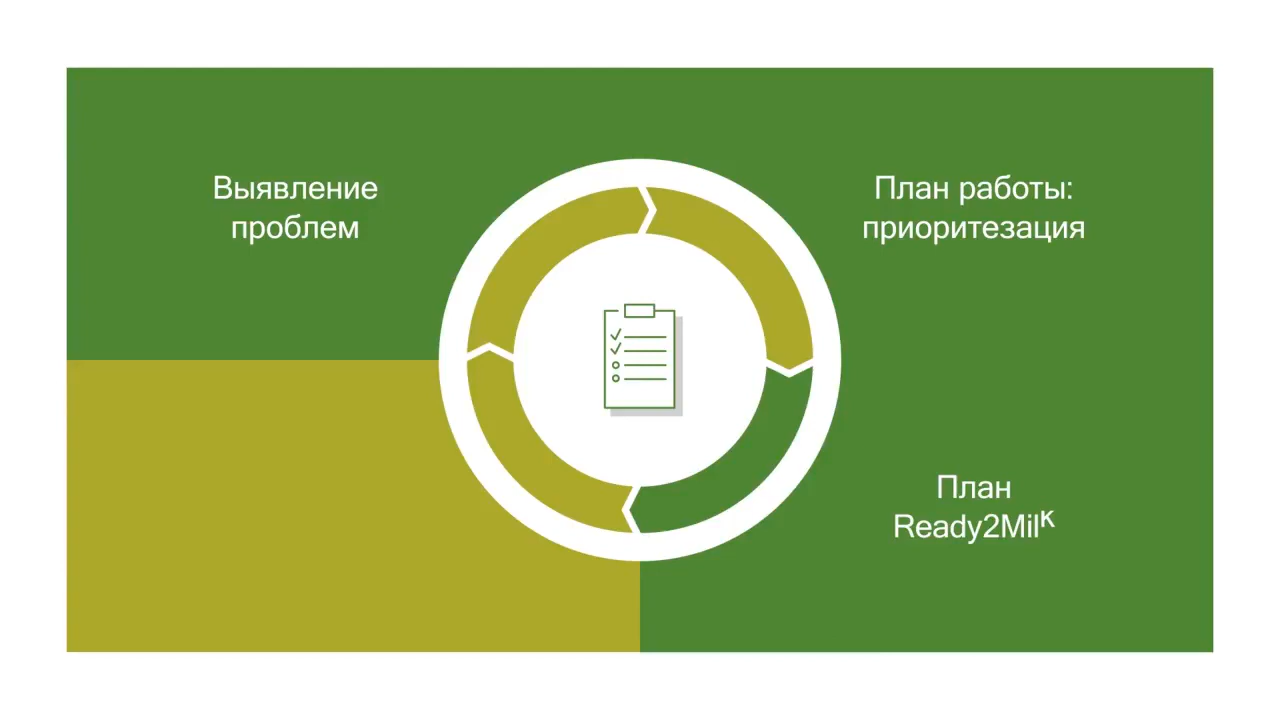 Выявление
проблем
План работы:
приоритезация
План
Ready2Milᴷ